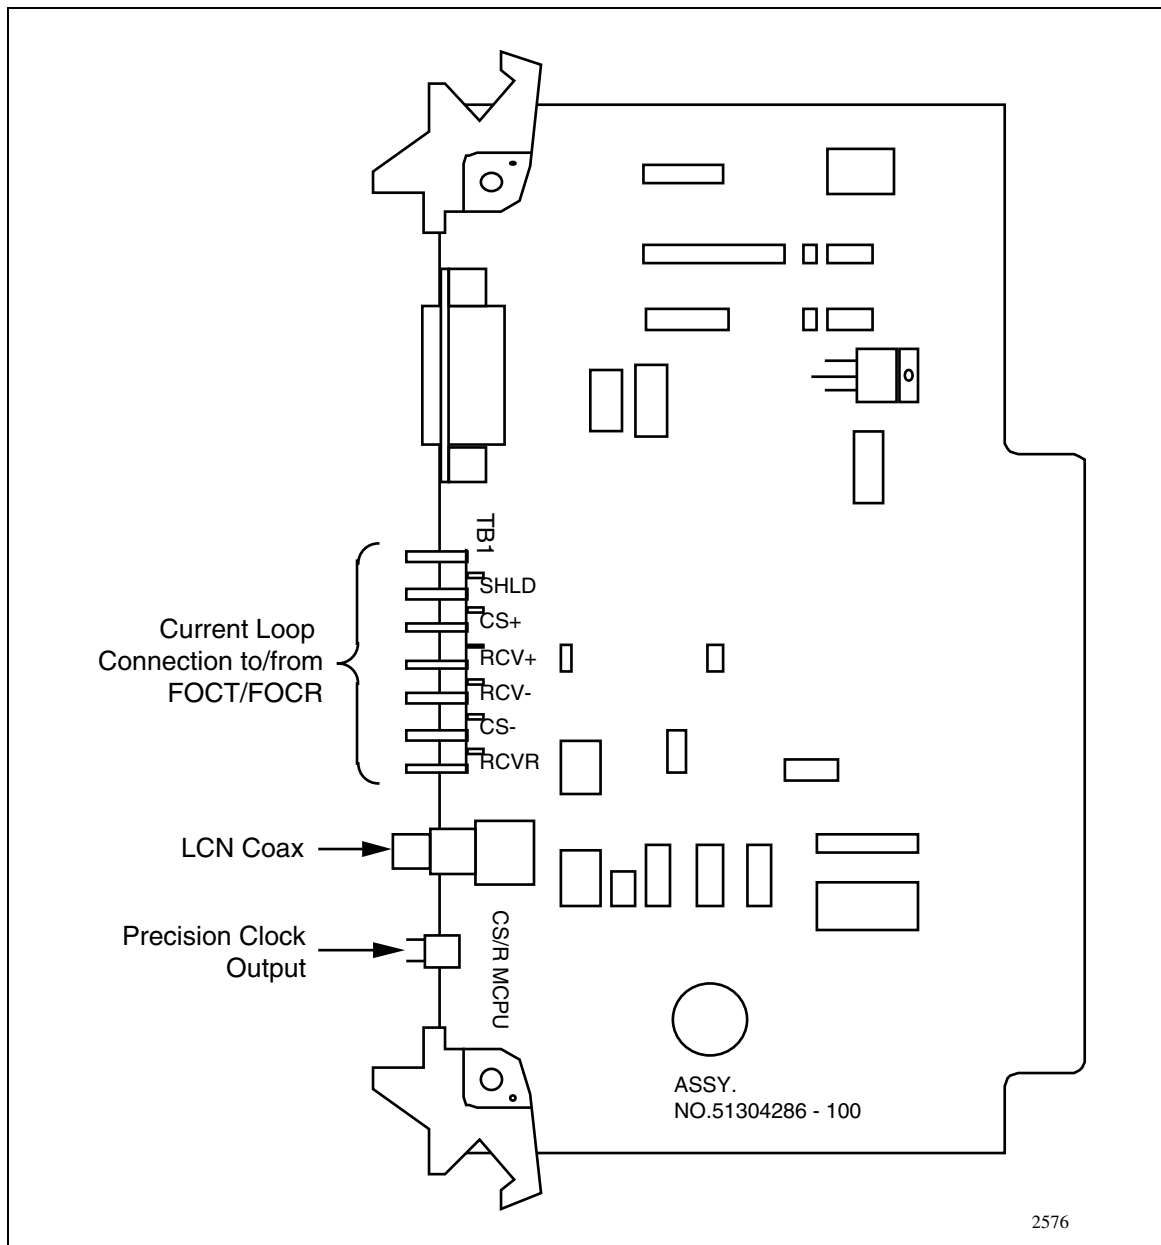 TB1
SHLD
CS+
RCV+
RCV-
CS-
RCVR
Current Loop
Connection to/from
FOCT/FOCR
LCN Coax
Precision Clock
Output
CS/R MCPU
ASSY.
NO.51304286 - 100
2576